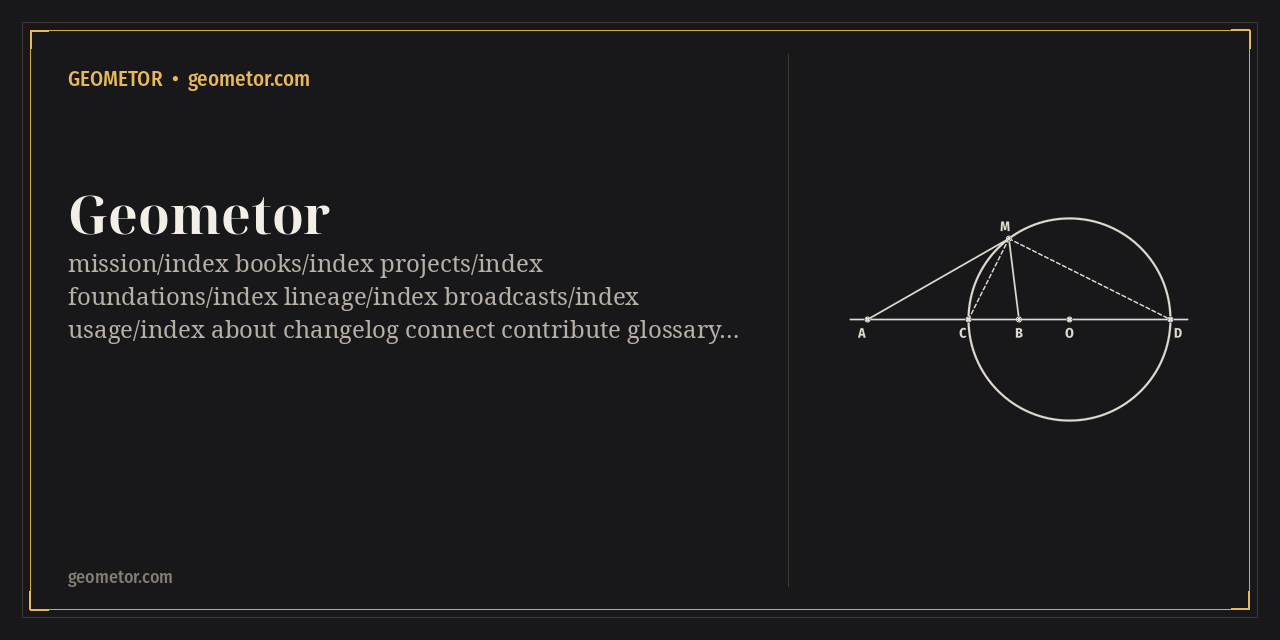 GEOMETOR • geometor.com
Geometor
mission/index books/index projects/index
foundations/index lineage/index broadcasts/index
usage/index about changelog connect contribute glossary...
M
A C B O D
geometor.com